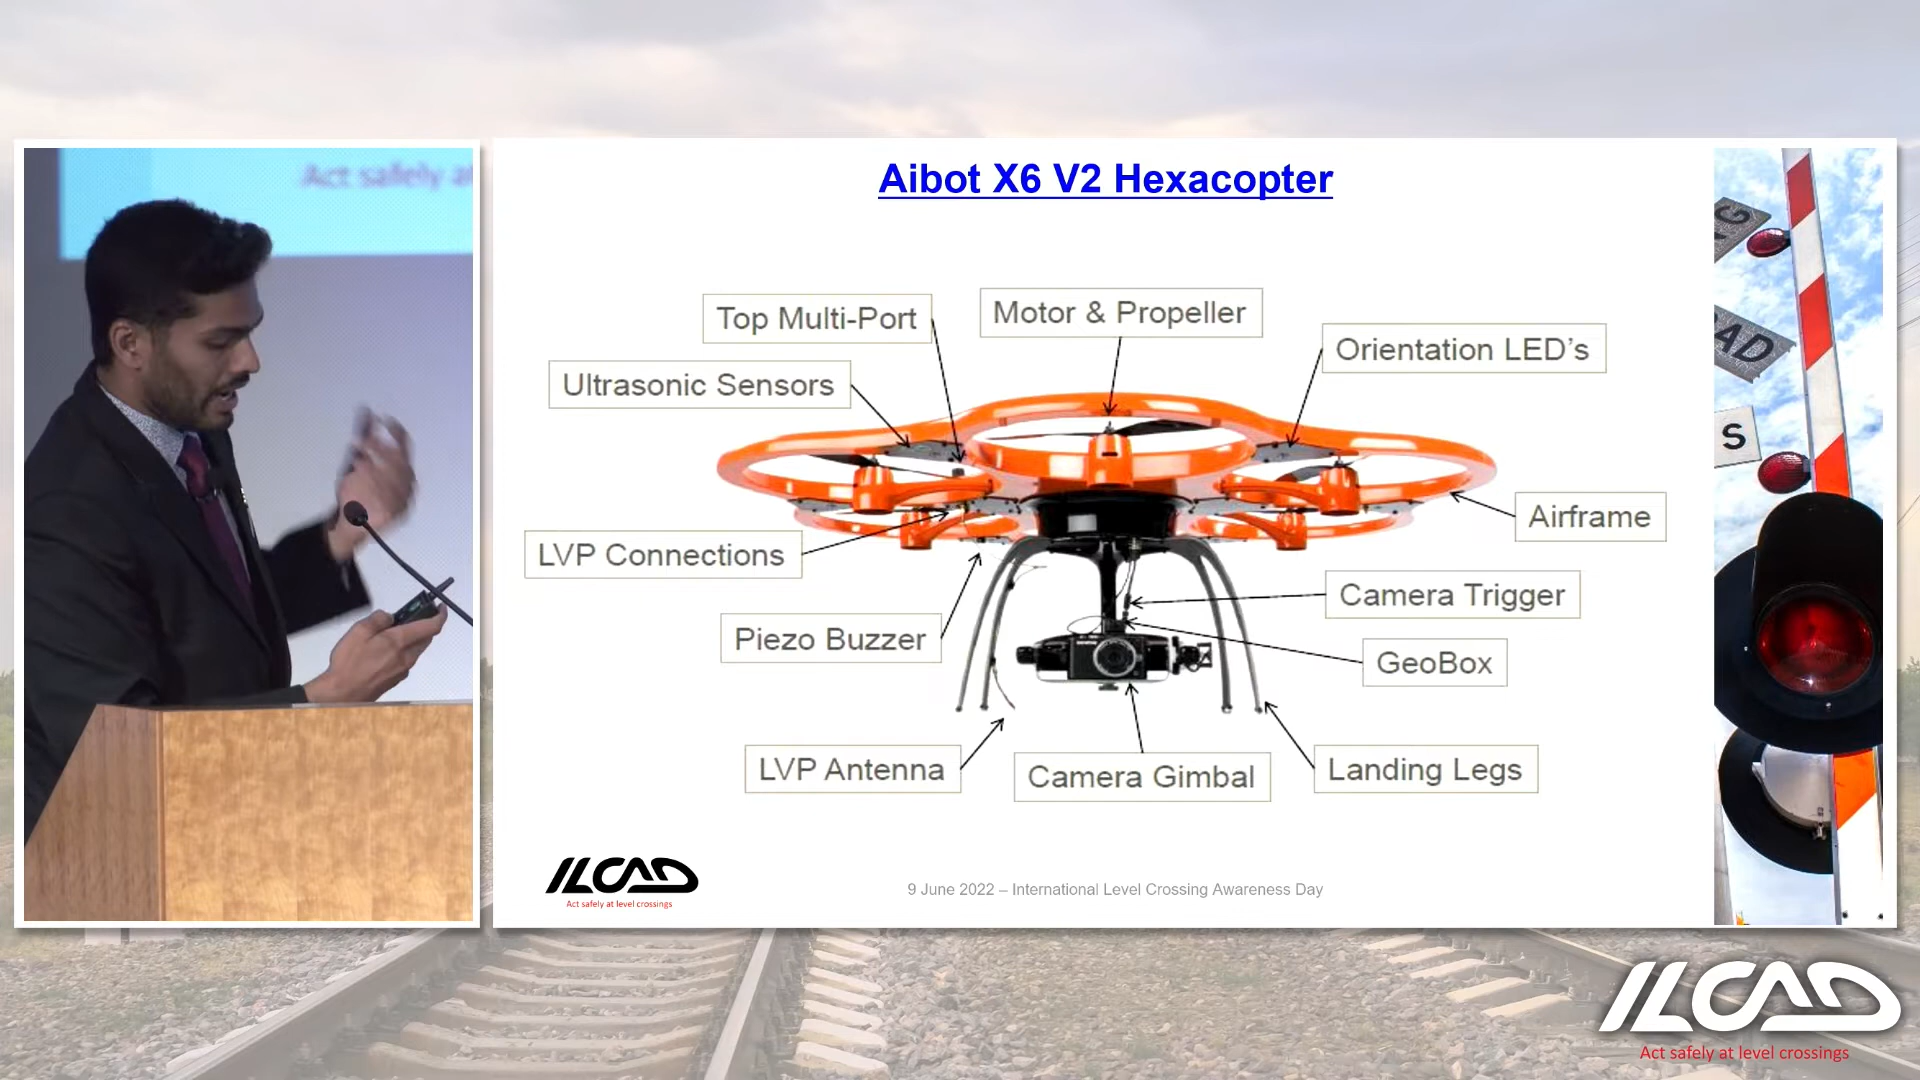 Act safely at
Aibot X6 V2 Hexacopter
Top Multi-Port
Motor & Propeller
Orientation LED’s
Ultrasonic Sensors
Airframe
LVP Connections
Camera Trigger
Piezo Buzzer
GeoBox
LVP Antenna
Camera Gimbal
Landing Legs
G
AD
S
ILCAD
Act safely at level crossings
9 June 2022 – International Level Crossing Awareness Day
ILCAD
Act safely at level crossings